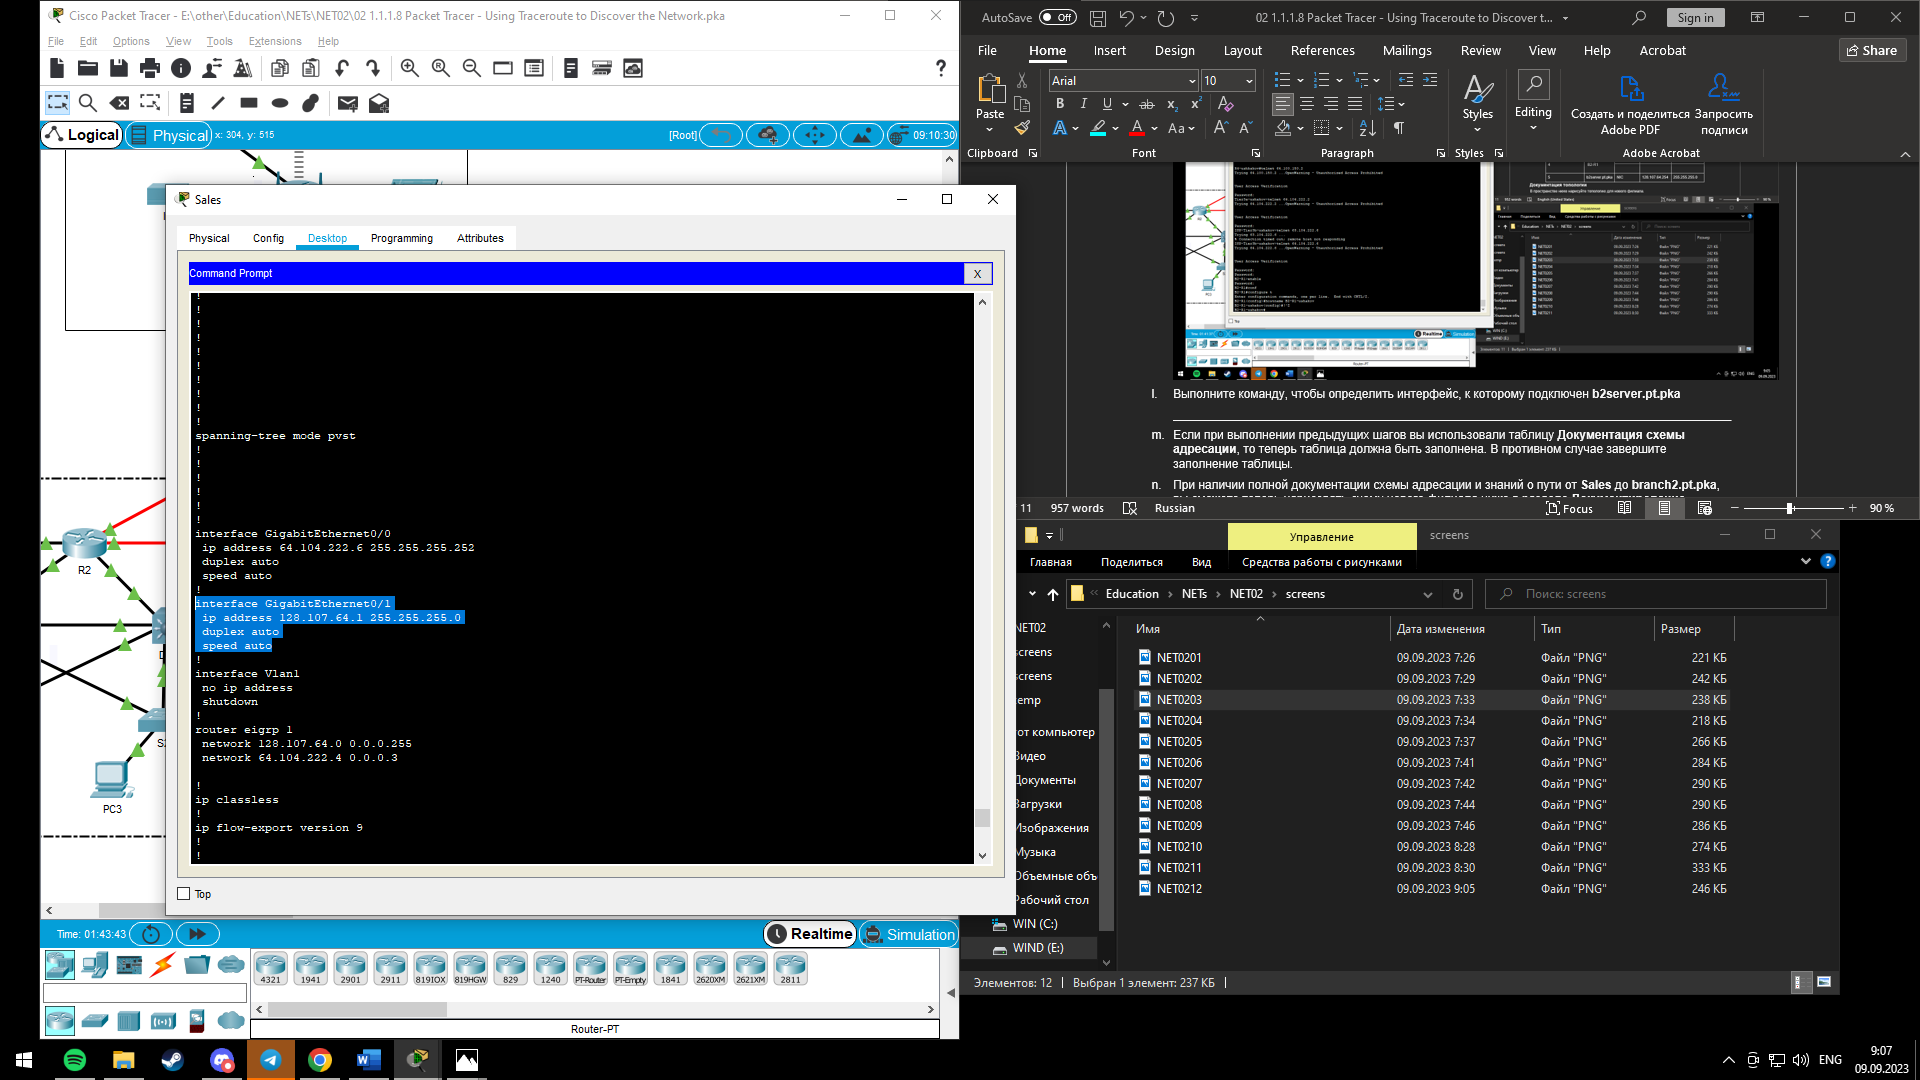 Cisco Packet Tracer - E:\other\Education\NETs\NET02\02 1.1.1.8 Packet Tracer - Using Traceroute to Discover the Network.pka
File Edit Options View Tools Extensions Help
Logical
Physical
x: 304, y: 515
[Root]
09:10:30
R2
PC3
Sales
Physical Config Desktop Programming Attributes
Command Prompt
X
!
!
!
!
!
!
!
!
!
!
spanning-tree mode pvst
!
!
!
!
!
!
interface GigabitEthernet0/0
ip address 64.104.222.6 255.255.255.252
duplex auto
speed auto
!
interface GigabitEthernet0/1
ip address 128.107.64.1 255.255.255.0
duplex auto
speed auto
!
interface Vlan1
no ip address
shutdown
!
router eigrp 1
network 128.107.64.0 0.0.0.255
network 64.104.222.4 0.0.0.3
!
ip classless
!
ip flow-export version 9
!
!
Top
Time: 01:43:43
Realtime
Simulation
4321 1941 2901 2911 819IOX 819HGW 829 1240 PT-Router PT-Empty 1841 2620XM 2621XM 2811
Router-PT
AutoSave Off
02 1.1.1.8 Packet Tracer - Using Traceroute to Discover t...
Sign in
File Home Insert Design Layout References Mailings Review View Help Acrobat
Share
Paste
Arial 10
Styles
Editing
Создать и поделиться Adobe PDF
Запросить подписи
Clipboard Font Paragraph Styles Adobe Acrobat
l. Выполните команду, чтобы определить интерфейс, к которому подключен b2server.pt.pka
m. Если при выполнении предыдущих шагов вы использовали таблицу Документация схемы
адресации, то теперь таблица должна быть заполнена. В противном случае завершите
заполнение таблицы.
n. При наличии полной документации схемы адресации и знаний о пути от Sales до branch2.pt.pka,
11 957 words Russian Focus 90 %
Управление
screens
Главная Поделиться Вид Средства работы с рисунками
Education NETs NET02 screens
Поиск: screens
NET02
screens
screens
temp
от компьютер
Видео
Документы
Загрузки
Изображения
Музыка
Объемные объ
Рабочий стол
WIN (C:)
WIND (E:)
Имя Дата изменения Тип Размер
NET0201 09.09.2023 7:26 Файл "PNG" 221 КБ
NET0202 09.09.2023 7:29 Файл "PNG" 242 КБ
NET0203 09.09.2023 7:33 Файл "PNG" 238 КБ
NET0204 09.09.2023 7:34 Файл "PNG" 218 КБ
NET0205 09.09.2023 7:37 Файл "PNG" 266 КБ
NET0206 09.09.2023 7:41 Файл "PNG" 284 КБ
NET0207 09.09.2023 7:42 Файл "PNG" 290 КБ
NET0208 09.09.2023 7:44 Файл "PNG" 290 КБ
NET0209 09.09.2023 7:46 Файл "PNG" 286 КБ
NET0210 09.09.2023 8:28 Файл "PNG" 274 КБ
NET0211 09.09.2023 8:30 Файл "PNG" 333 КБ
NET0212 09.09.2023 9:05 Файл "PNG" 246 КБ
Элементов: 12 Выбран 1 элемент: 237 КБ
ENG
9:07
09.09.2023